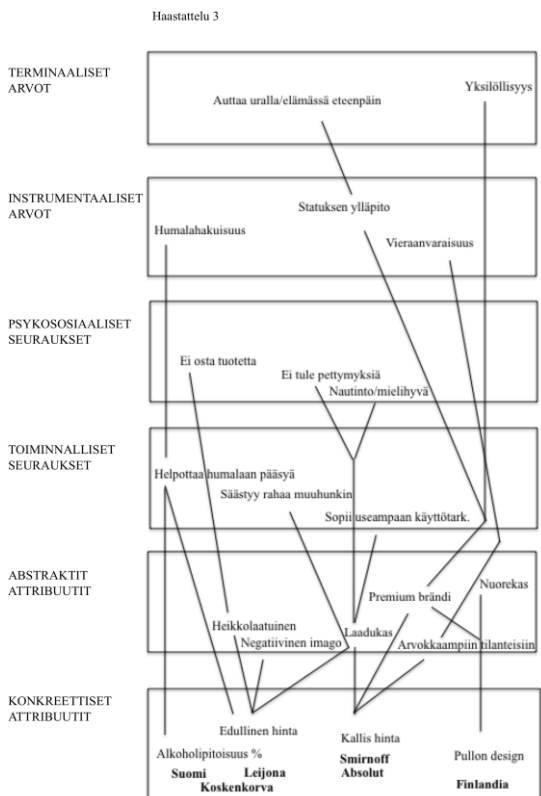 Haastattelu 3
TERMINAALISET
ARVOT
Yksilöllisyys
Auttaa uralla/elämässä eteenpäin
INSTRUMENTAALISET
ARVOT
Statuksen ylläpito
Humalahakuisuus
Vieraanvaraisuus
PSYKOSOSIAALISET
SEURAUKSET
Ei osta tuotetta
Ei tule pettymyksiä
Nautinto/mielihyvä
TOIMINNALLISET
SEURAUKSET
Helpottaa humalaan pääsyä
Säästyy rahaa muuhunkin
Sopii useampaan käyttötark.
ABSTRAKTIT
ATTRIBUUTIT
Nuorekas
Premium brändi
Heikkolaatuinen
Laadukas
Negatiivinen imago
Arvokkaampiin tilanteisiin
KONKREETTISET
ATTRIBUUTIT
Edullinen hinta
Kallis hinta
Alkoholipitoisuus %
Pullon design
Smirnoff
Suomi Leijona
Absolut
Koskenkorva
Finlandia